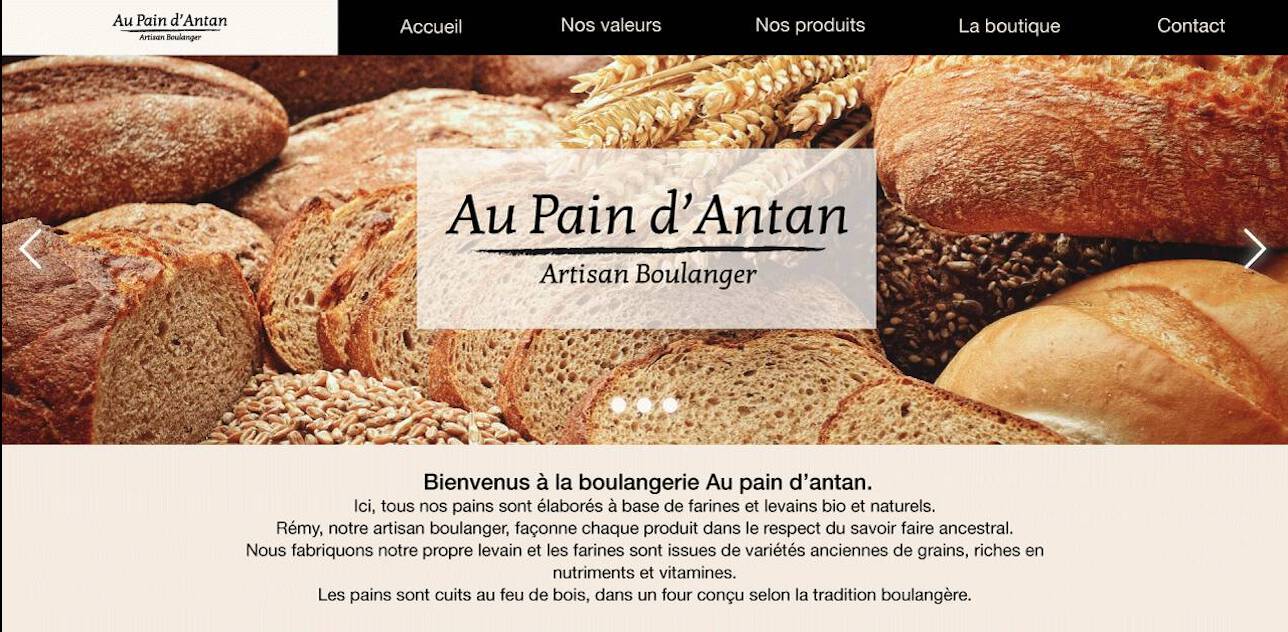 Au Pain d’Antan
Artisan Boulanger
Accueil
Nos valeurs
Nos produits
La boutique
Contact
Au Pain d’Antan
Artisan Boulanger
Bienvenus à la boulangerie Au pain d’antan.
Ici, tous nos pains sont élaborés à base de farines et levains bio et naturels.
Rémy, notre artisan boulanger, façonne chaque produit dans le respect du savoir faire ancestral.
Nous fabriquons notre propre levain et les farines sont issues de variétés anciennes de grains, riches en
nutriments et vitamines.
Les pains sont cuits au feu de bois, dans un four conçu selon la tradition boulangère.